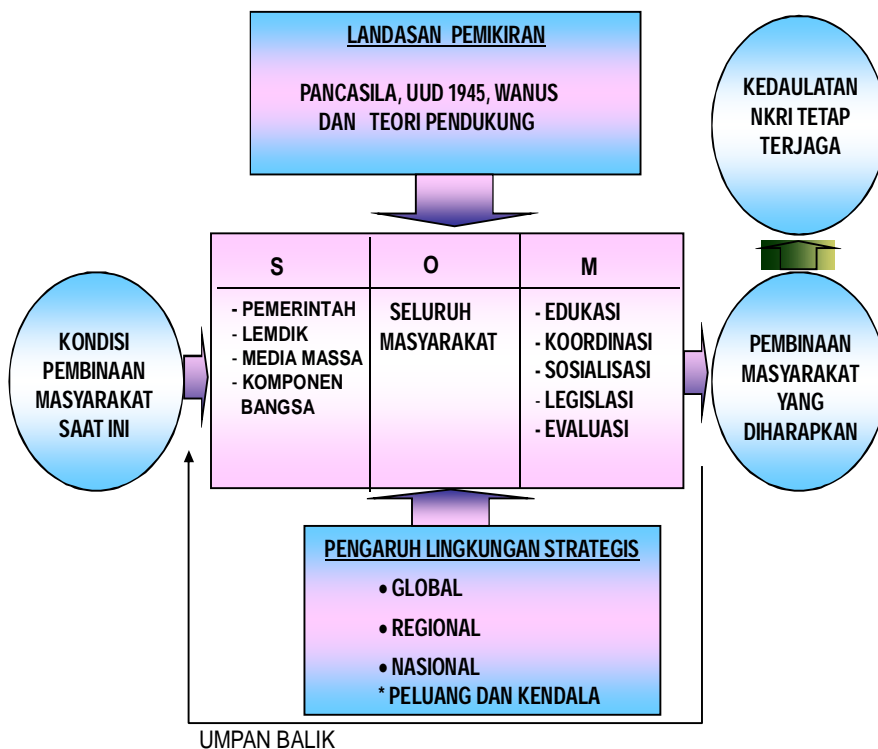 LANDASAN PEMIKIRAN
PANCASILA, UUD 1945, WANUS
DAN TEORI PENDUKUNG
KEDAULATAN
NKRI TETAP
TERJAGA
KONDISI
PEMBINAAN
MASYARAKAT
SAAT INI
S
- PEMERINTAH
- LEMDIK
- MEDIA MASSA
- KOMPONEN
BANGSA
O
SELURUH
MASYARAKAT
M
- EDUKASI
- KOORDINASI
- SOSIALISASI
- LEGISLASI
- EVALUASI
PEMBINAAN
MASYARAKAT
YANG
DIHARAPKAN
PENGARUH LINGKUNGAN STRATEGIS
• GLOBAL
• REGIONAL
• NASIONAL
* PELUANG DAN KENDALA
UMPAN BALIK